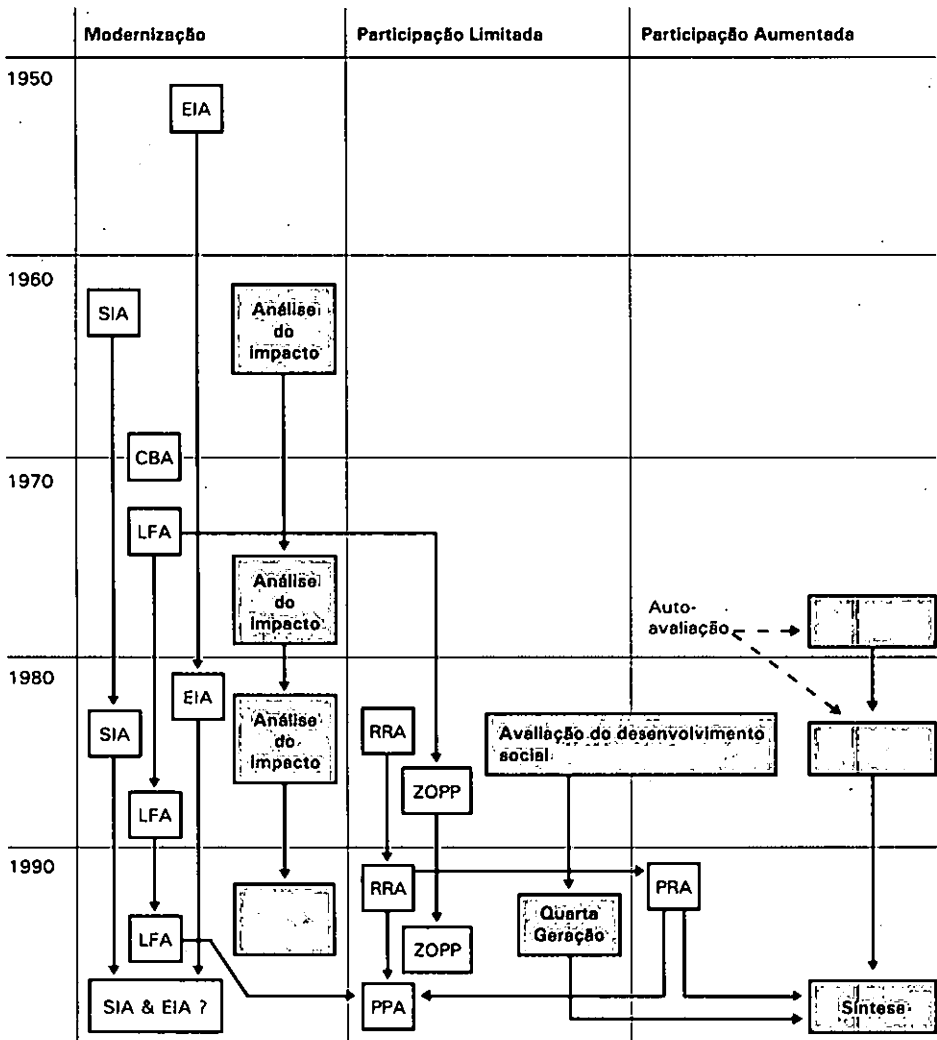 Modernização
Participação Limitada
Participação Aumentada
1950
EIA
1960
SIA
Análise
do
impacto
CBA
1970
LFA
Análise
do
impacto
Auto-
avaliação
1980
EIA
SIA
Análise
do
impacto
RRA
Avaliação do desenvolvimento
social
ZOPP
LFA
1990
RRA
PRA
Quarta
Geração
LFA
ZOPP
SIA & EIA ?
PPA
Síntese